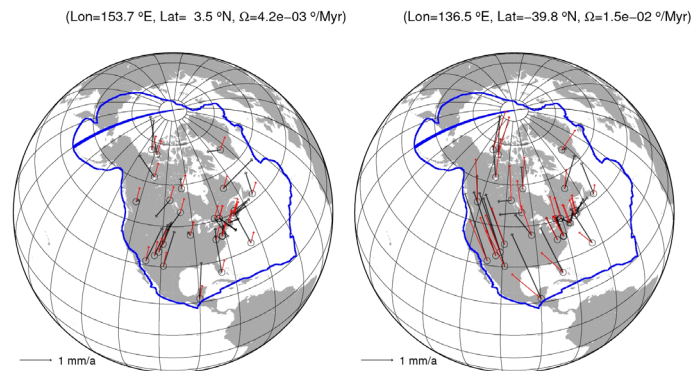 (Lon=153.7 ºE, Lat=  3.5 ºN, Ω=4.2e−03 º/Myr)
(Lon=136.5 ºE, Lat=−39.8 ºN, Ω=1.5e−02 º/Myr)
1 mm/a
1 mm/a